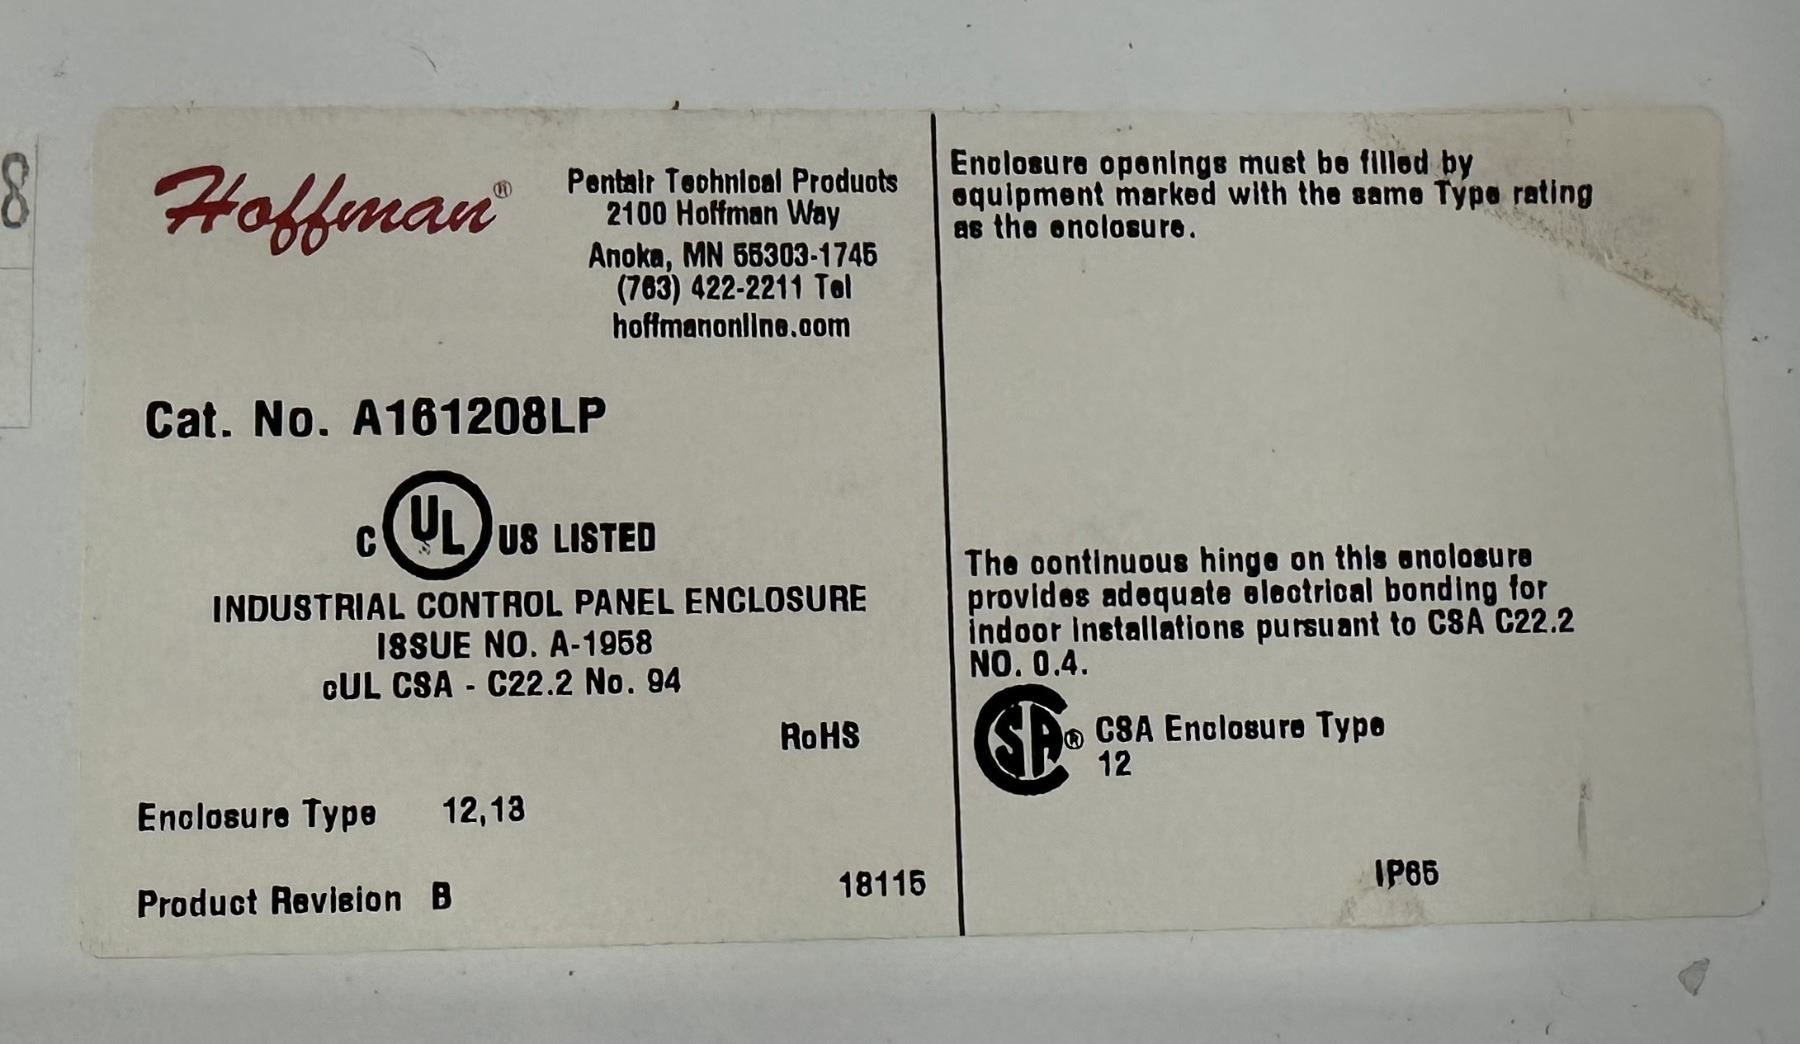 8
Hoffman®
Pentair Technical Products
2100 Hoffman Way
Anoka, MN 55303-1745
(763) 422-2211 Tel
hoffmanonline.com
Cat. No. A161208LP
C UL US LISTED
INDUSTRIAL CONTROL PANEL ENCLOSURE
ISSUE NO. A-1958
cUL CSA - C22.2 No. 94
RoHS
Enclosure Type 12,13
Product Revision B
18115
Enclosure openings must be filled by
equipment marked with the same Type rating
as the enclosure.
The continuous hinge on this enclosure
provides adequate electrical bonding for
indoor installations pursuant to CSA C22.2
NO. 0.4.
CSA® CSA Enclosure Type
12
IP65